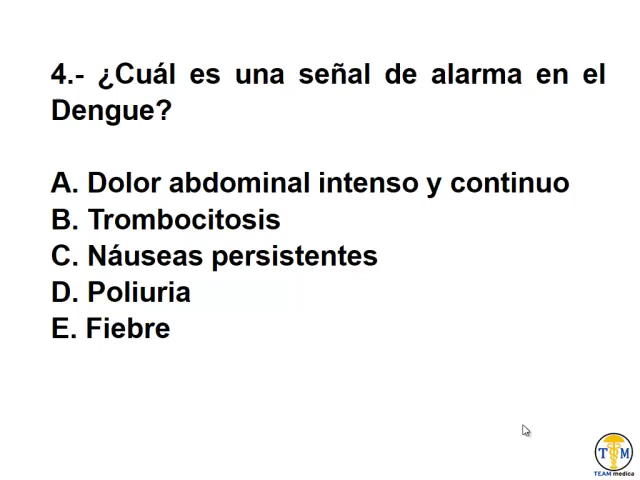 4.- ¿Cuál es una señal de alarma en el
Dengue?
A. Dolor abdominal intenso y continuo
B. Trombocitosis
C. Náuseas persistentes
D. Poliuria
E. Fiebre
T M
TEAM medica